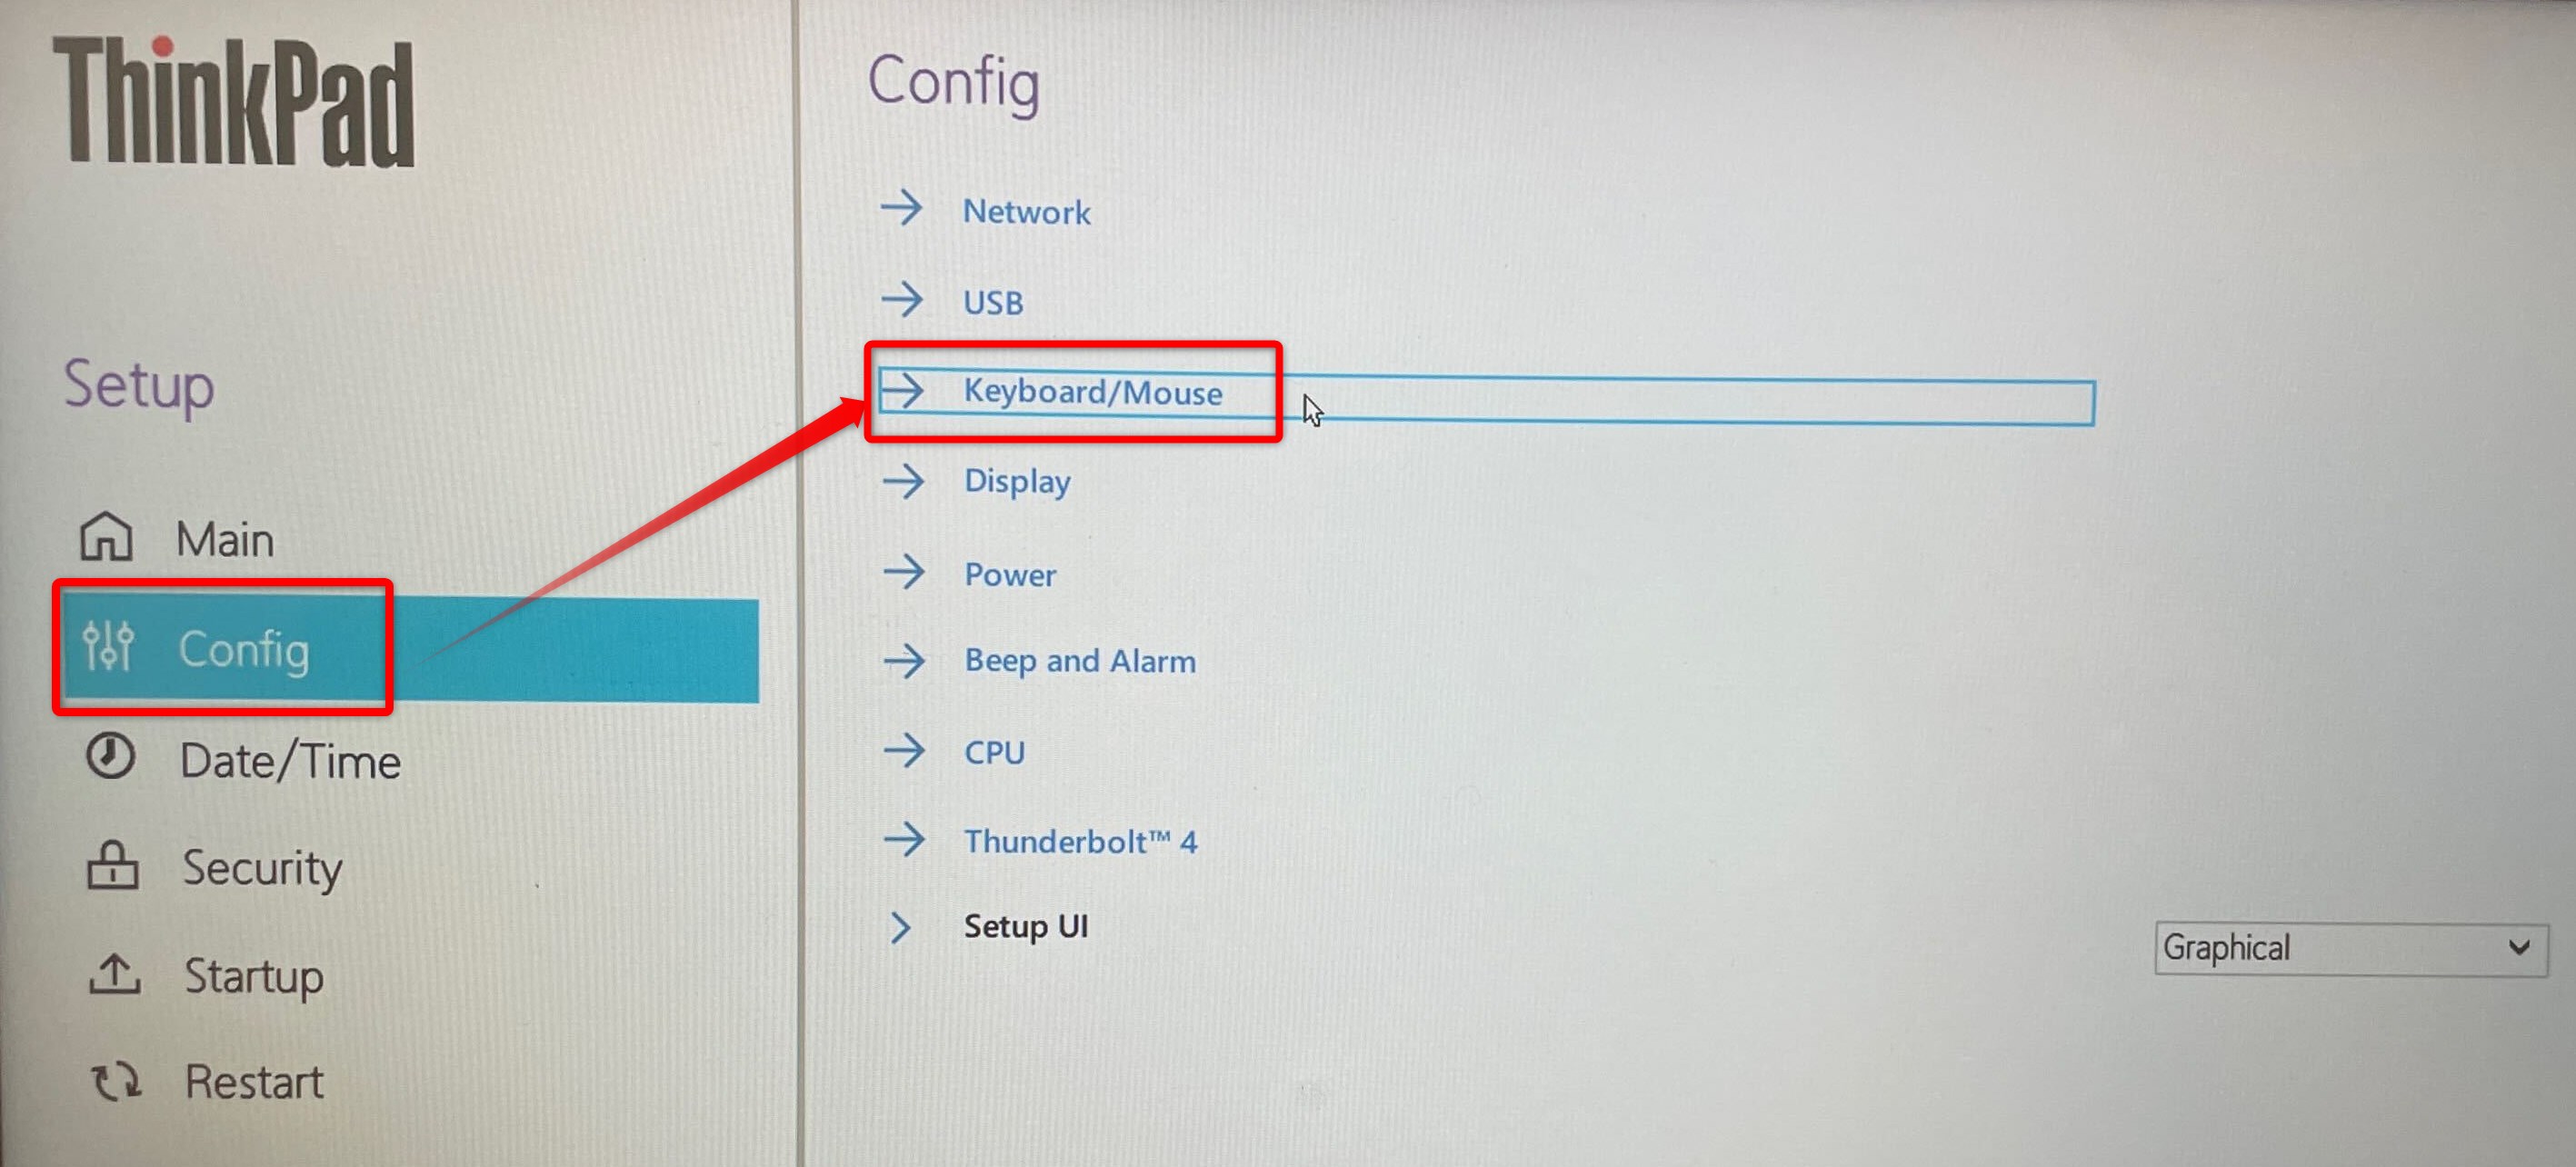 ThinkPad
Setup
Main
Config
Date/Time
Security
Startup
Restart
Config
Network
USB
Keyboard/Mouse
Display
Power
Beep and Alarm
CPU
Thunderbolt™ 4
Setup UI
Graphical